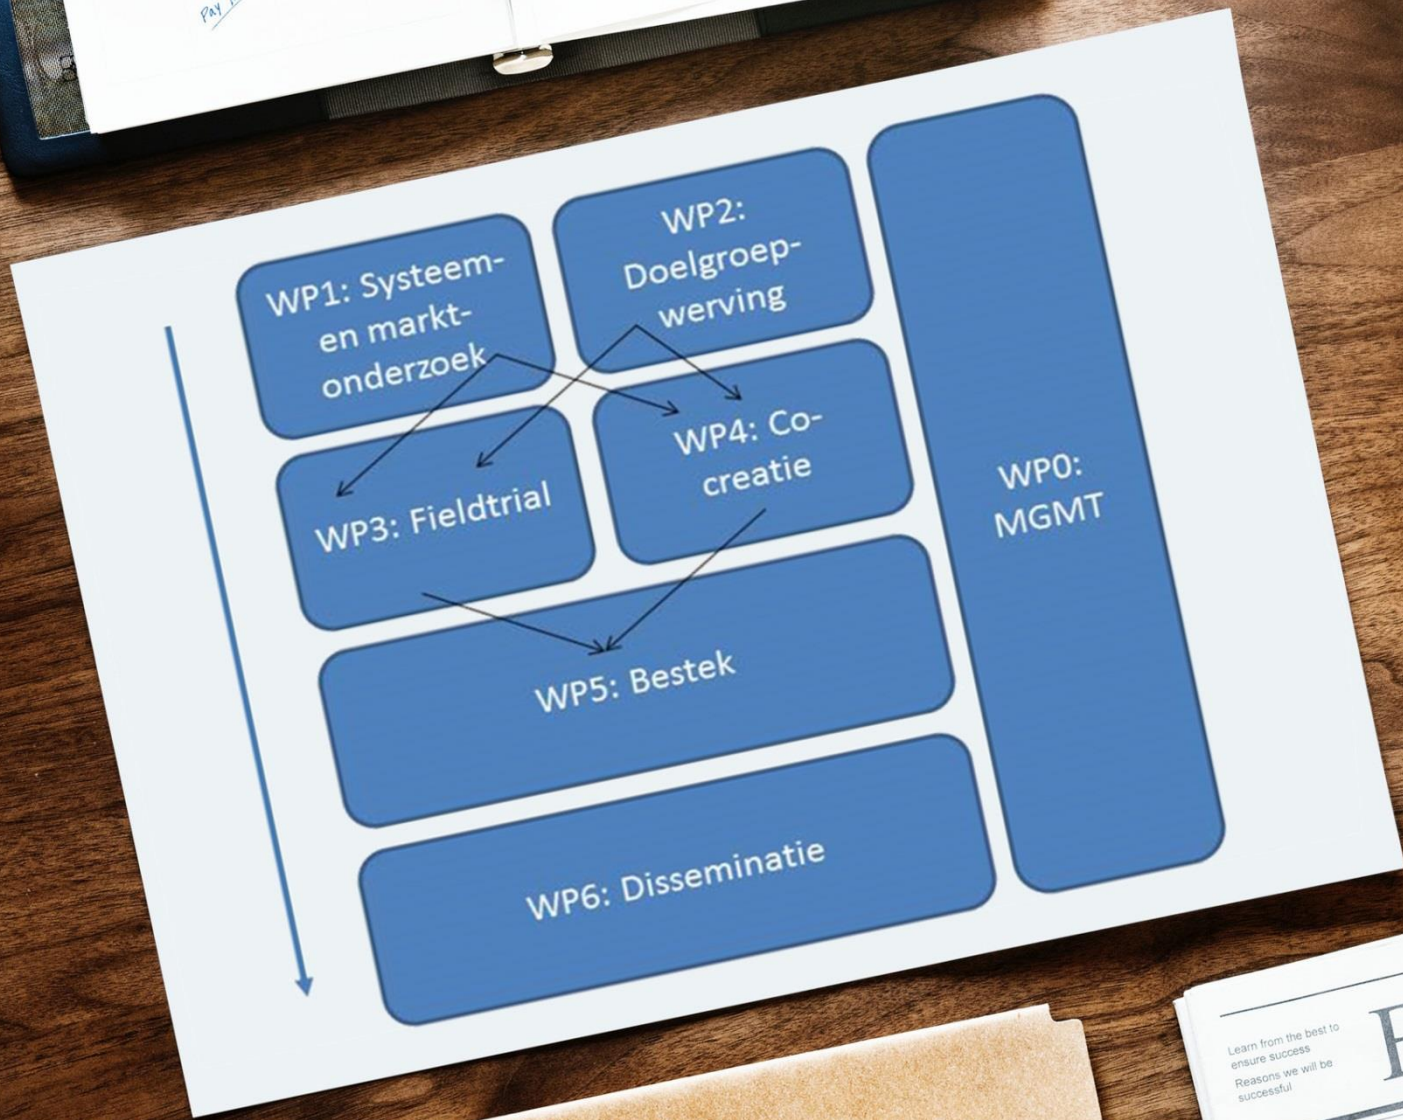 Pay
WP1: Systeem-
en markt-
onderzoek
WP2:
Doelgroep-
werving
WP3: Fieldtrial
WP4: Co-
creatie
WP5: Bestek
WP6: Disseminatie
WP0:
MGMT
Learn from the best to
ensure success
Reasons we will be
successful